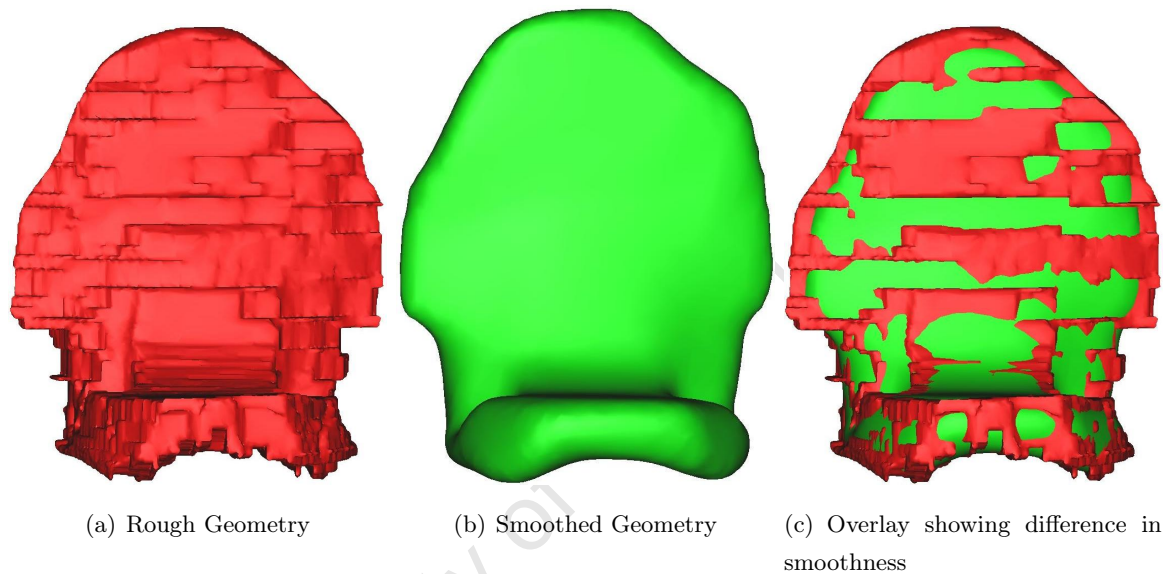 (a) Rough Geometry
(b) Smoothed Geometry
(c) Overlay showing difference in
smoothness